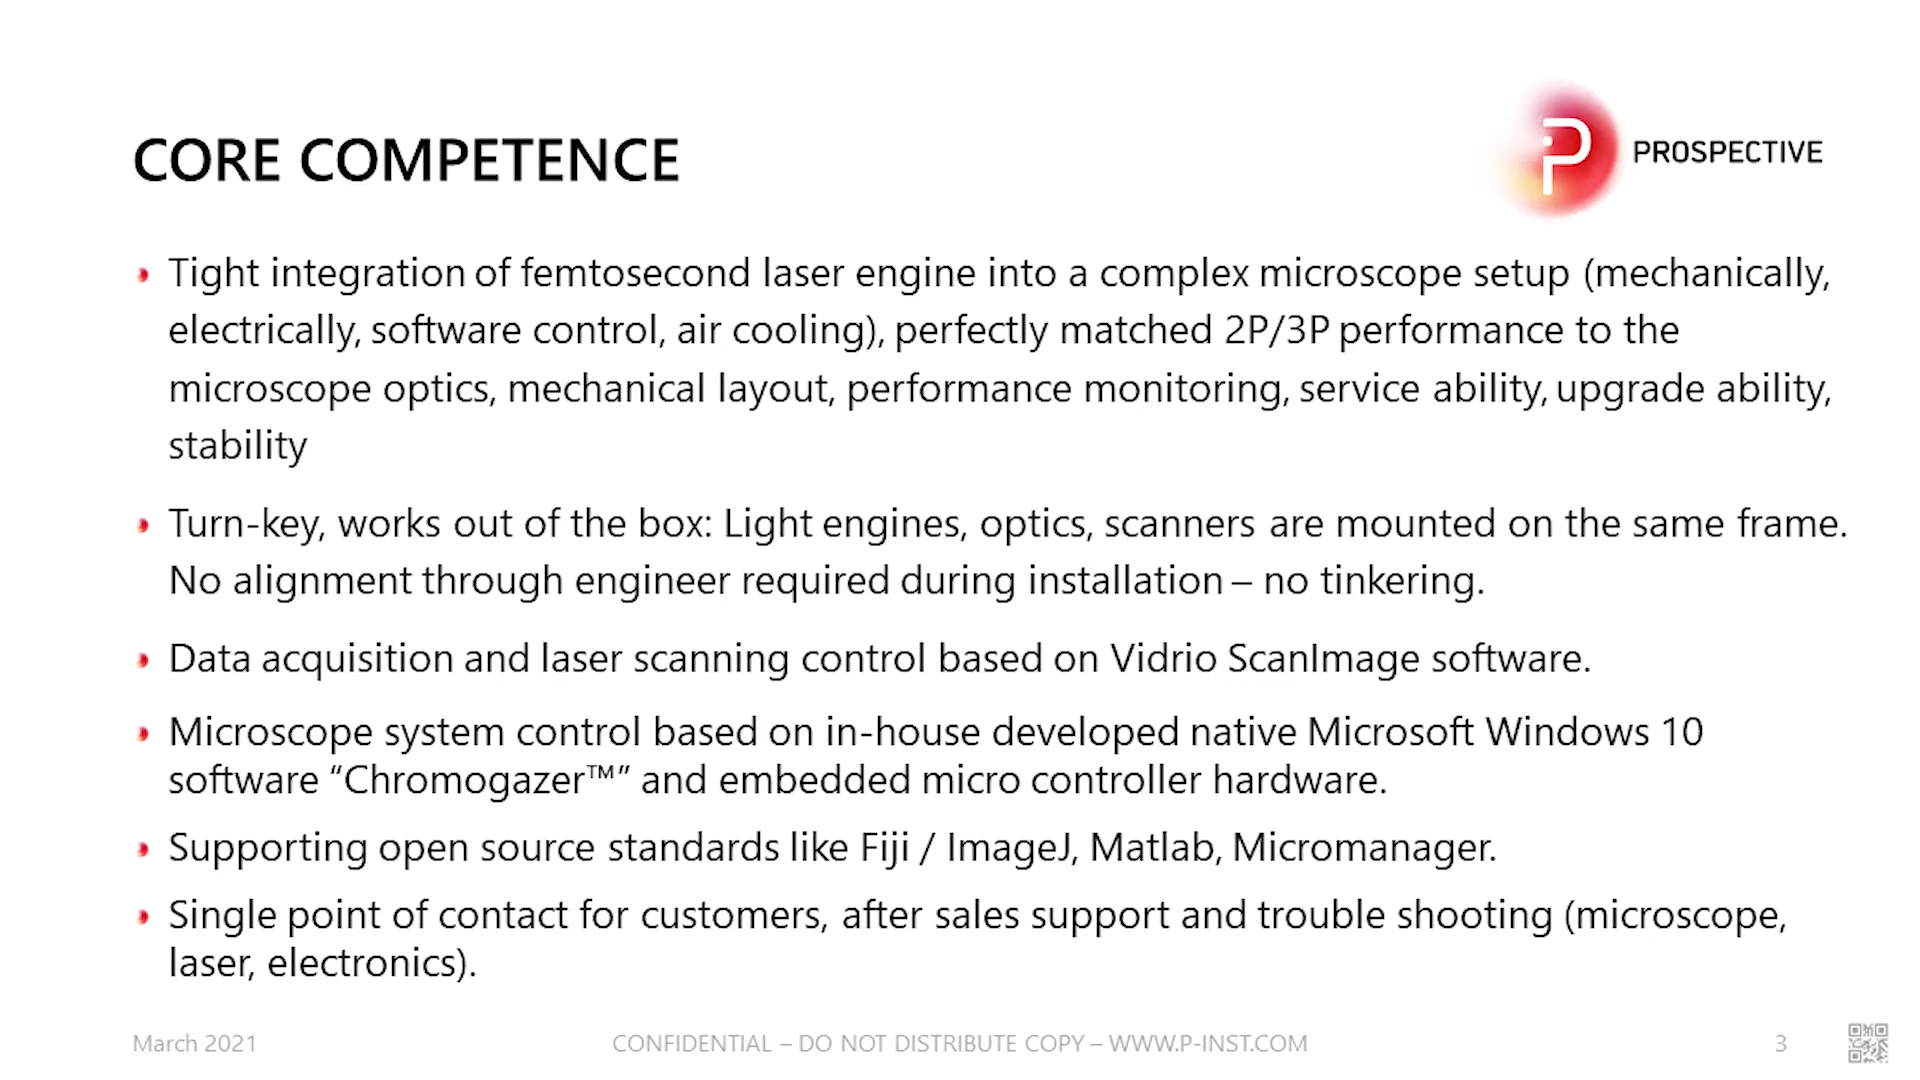 CORE COMPETENCE
PROSPECTIVE
Tight integration of femtosecond laser engine into a complex microscope setup (mechanically,
electrically, software control, air cooling), perfectly matched 2P/3P performance to the
microscope optics, mechanical layout, performance monitoring, service ability, upgrade ability,
stability
Turn-key, works out of the box: Light engines, optics, scanners are mounted on the same frame.
No alignment through engineer required during installation – no tinkering.
Data acquisition and laser scanning control based on Vidrio ScanImage software.
Microscope system control based on in-house developed native Microsoft Windows 10
software “Chromogazer™” and embedded micro controller hardware.
Supporting open source standards like Fiji / ImageJ, Matlab, Micromanager.
Single point of contact for customers, after sales support and trouble shooting (microscope,
laser, electronics).
March 2021
CONFIDENTIAL – DO NOT DISTRIBUTE COPY – WWW.P-INST.COM
3